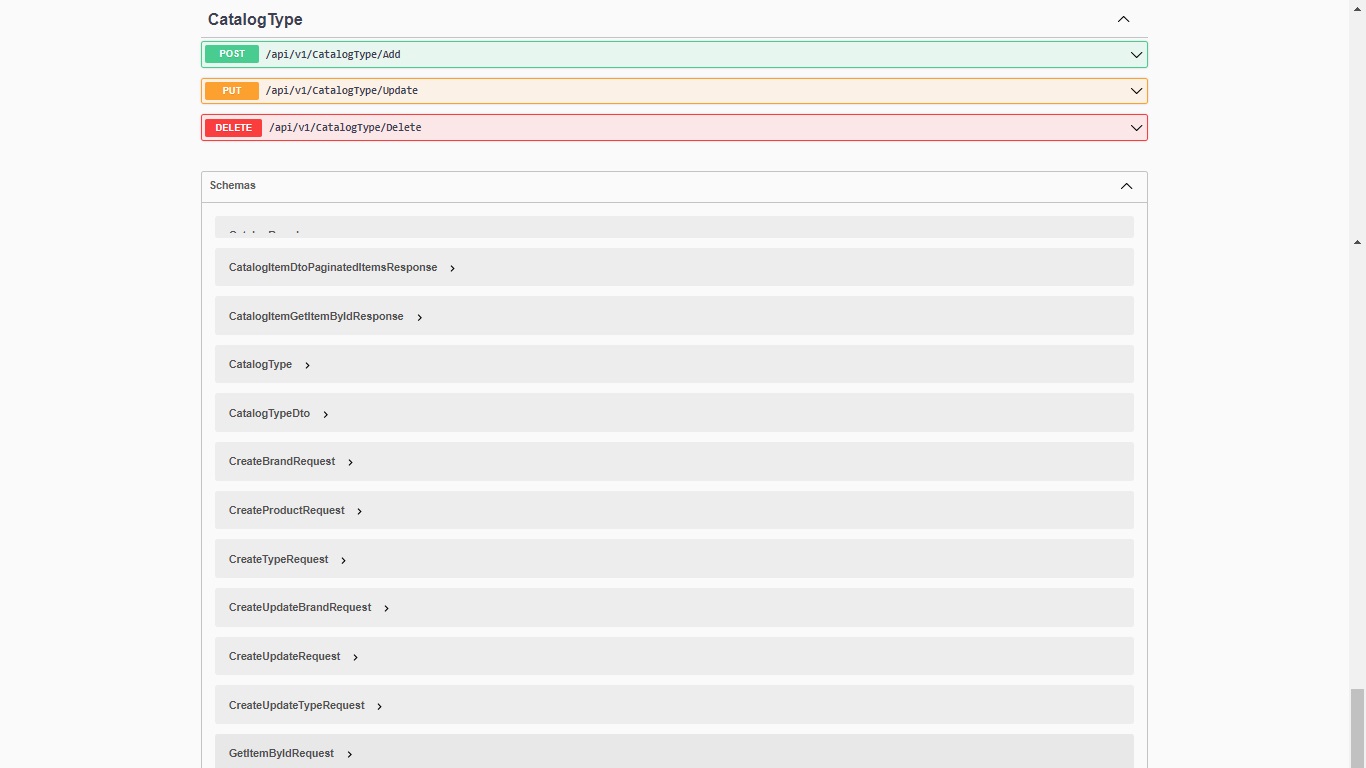 CatalogType
POST /api/v1/CatalogType/Add
PUT /api/v1/CatalogType/Update
DELETE /api/v1/CatalogType/Delete
Schemas
CatalogItemDtoPaginatedItemsResponse
CatalogItemGetItemByIdResponse
CatalogType
CatalogTypeDto
CreateBrandRequest
CreateProductRequest
CreateTypeRequest
CreateUpdateBrandRequest
CreateUpdateRequest
CreateUpdateTypeRequest
GetItemByIdRequest